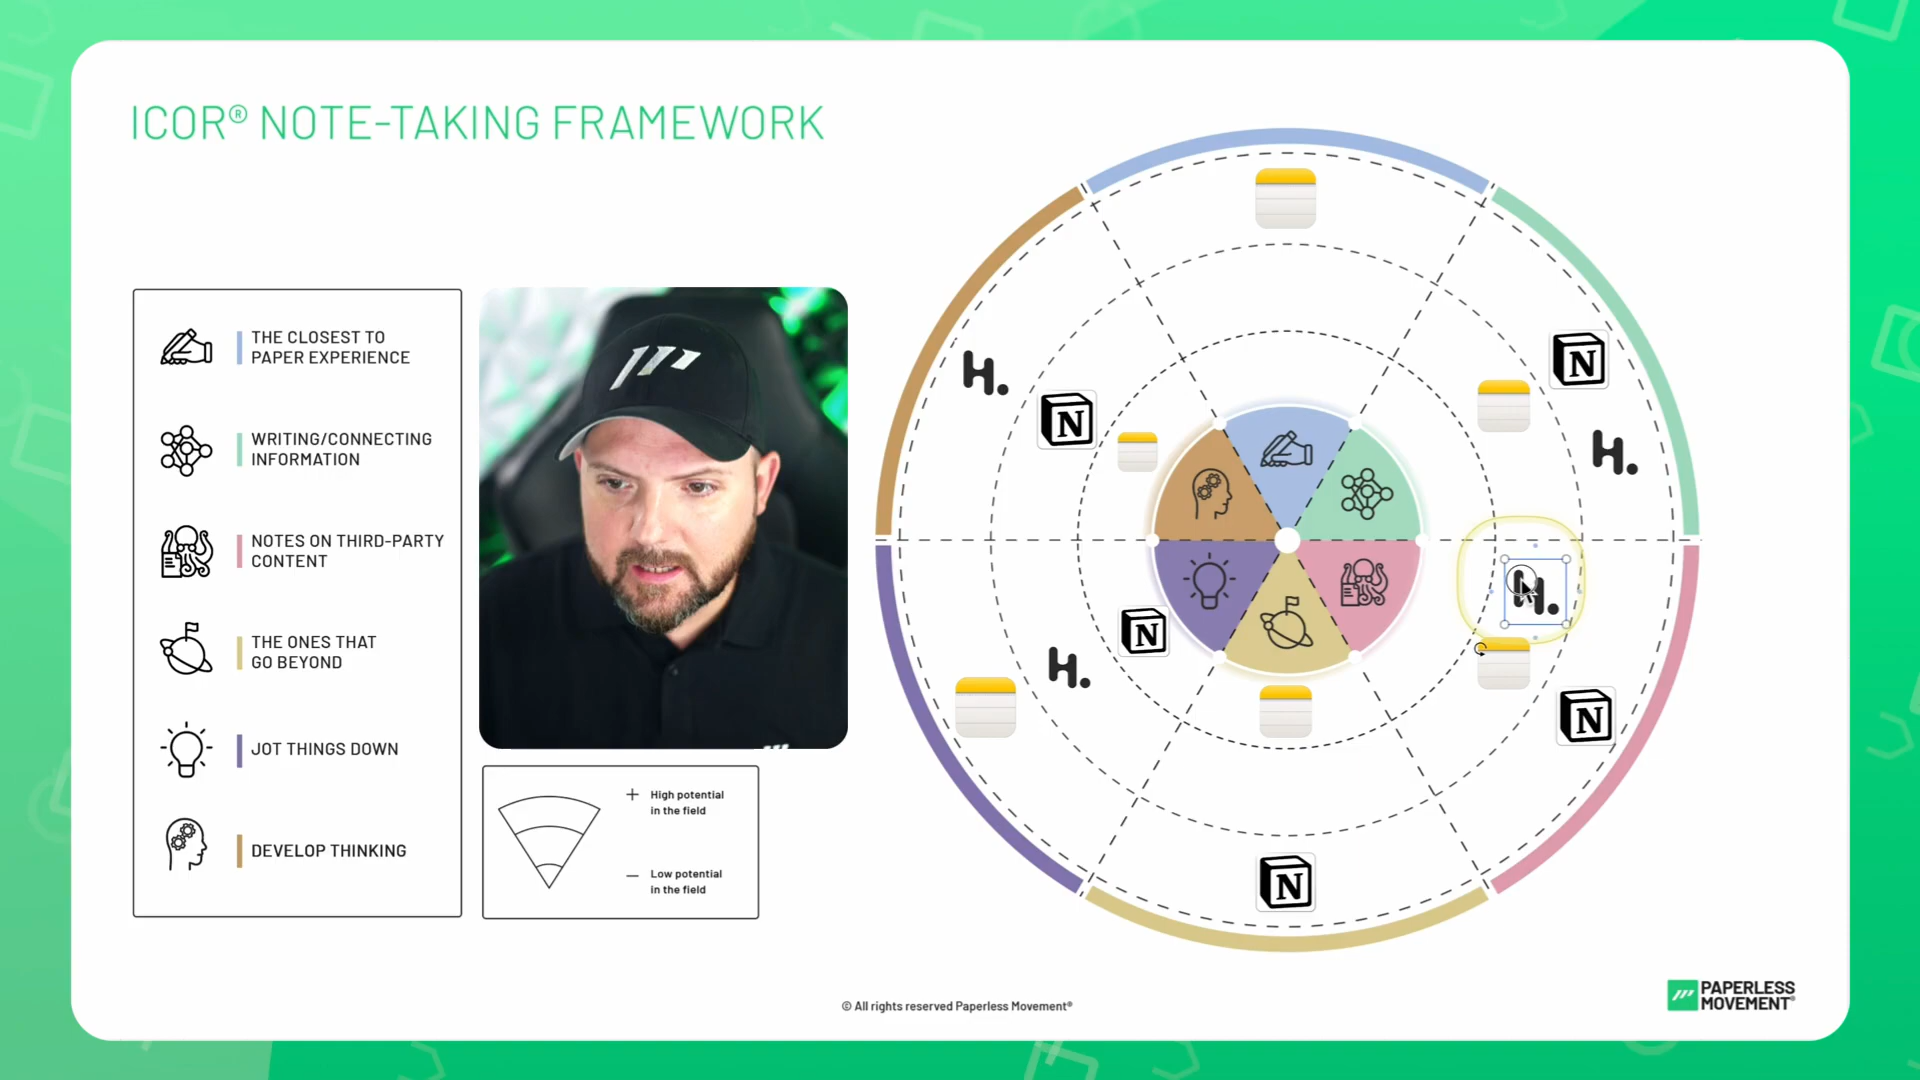 ICOR® NOTE-TAKING FRAMEWORK
THE CLOSEST TO
PAPER EXPERIENCE
WRITING/CONNECTING
INFORMATION
NOTES ON THIRD-PARTY
CONTENT
THE ONES THAT
GO BEYOND
JOT THINGS DOWN
DEVELOP THINKING
+ High potential
in the field
— Low potential
in the field
N
H.
N
H.
N
H.
H.
N
N
© All rights reserved Paperless Movement®
PAPERLESS
MOVEMENT®